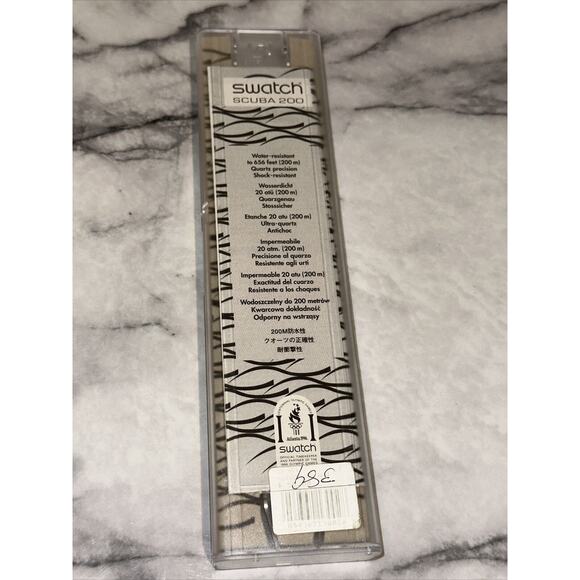 swatch
SCUBA 200
Water-resistant
to 656 feet (200 m)
Quartz precision
Shock-resistant
Wasserdicht
20 atü (200 m)
Quarzgenau
Stosssicher
Etanche 20 atu (200 m)
Ultra-quartz
Antichoc
Impermeabile
20 atm. (200 m)
Precisione al quarzo
Resistente agli urti
Impermeable 20 atu (200 m)
Exactitud del cuarzo
Resistente a los choques
Wodoszczelny do 200 metrów
Kwarcowa dokładność
Odporny na wstrząsy
200M防水性
クオーツの正確性
耐衝撃性
Atlanta 1996
swatch
OFFICIAL TIMEKEEPER
AND PARTNER OF THE
1996 OLYMPIC GAMES